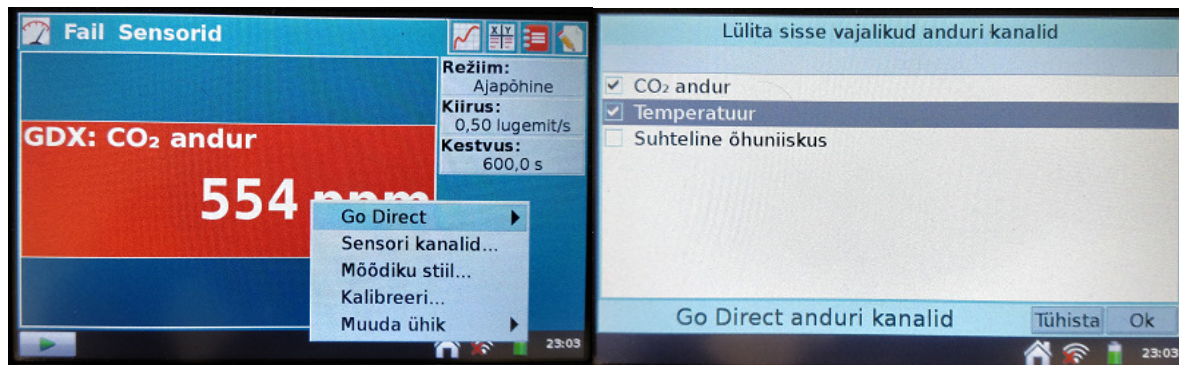 Fail Sensorid
X Y
Režiim:
Ajapõhine
Kiirus:
0,50 lugemit/s
Kestvus:
600,0 s
GDX: CO₂ andur
554 ppm
Go Direct
Sensori kanalid...
Mõõdiku stiil...
Kalibreeri...
Muuda ühik
23:03
Lülita sisse vajalikud anduri kanalid
CO₂ andur
Temperatuur
Suhteline õhuniiskus
Go Direct anduri kanalid
Tühista Ok
23:03